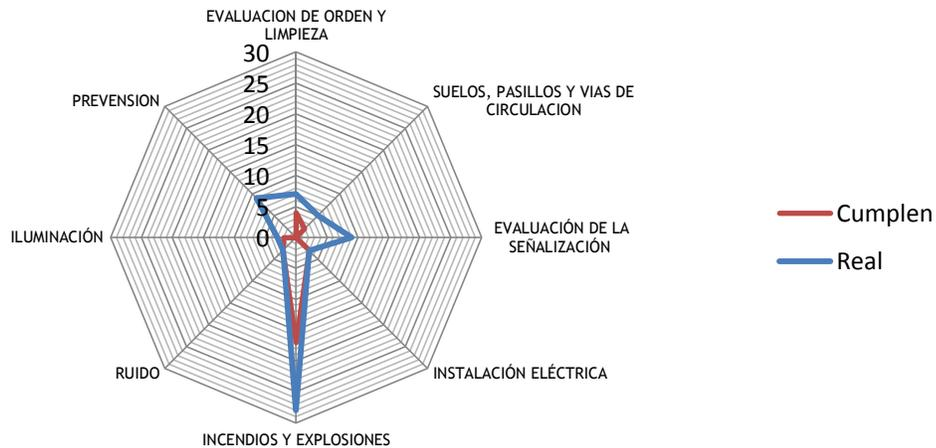 EVALUACION DE ORDEN Y
LIMPIEZA
30
25
20
15
10
5
0
SUELOS, PASILLOS Y VIAS DE
CIRCULACION
EVALUACIÓN DE LA
SEÑALIZACIÓN
INSTALACIÓN ELÉCTRICA
INCENDIOS Y EXPLOSIONES
RUIDO
ILUMINACIÓN
PREVENSION
Cumplen
Real